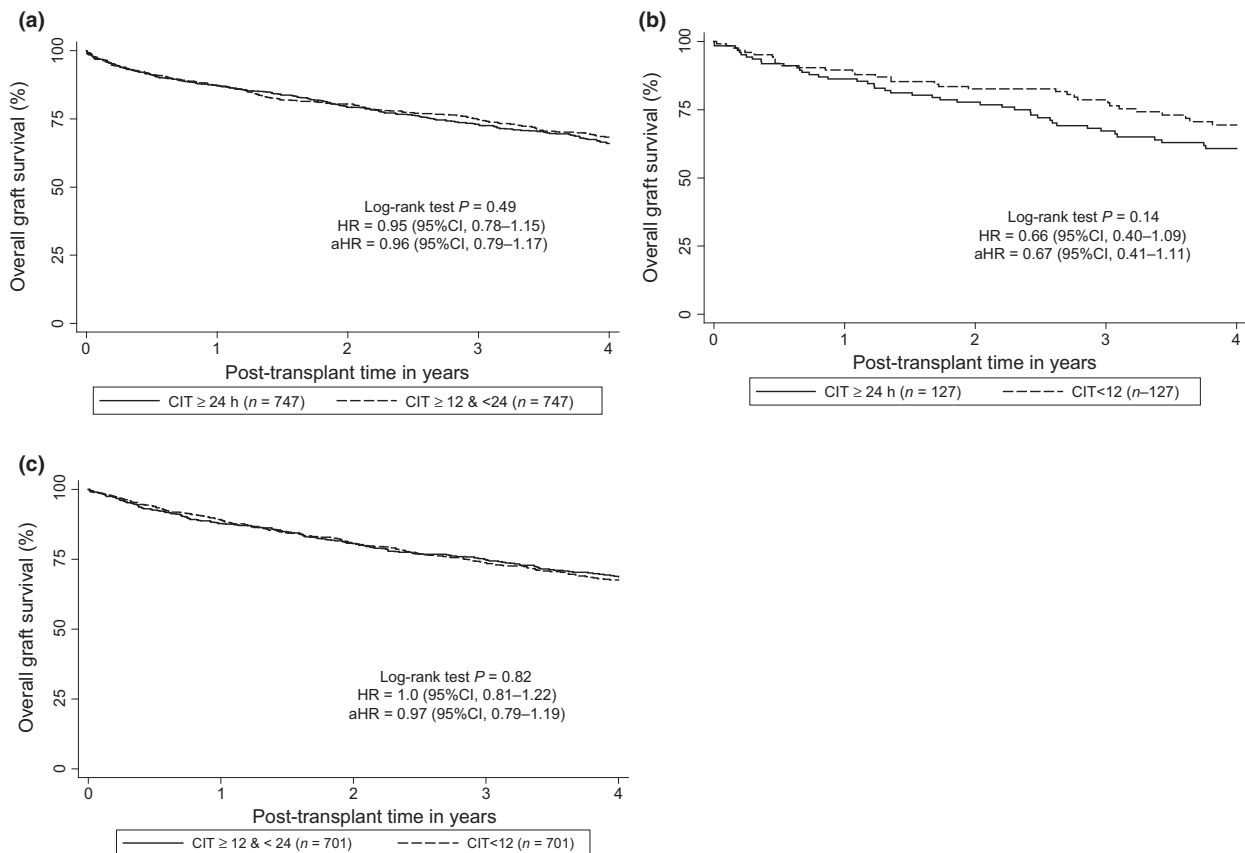 (a)
Overall graft survival (%)
100
75
50
25
0
Log-rank test P = 0.49
HR = 0.95 (95%CI, 0.78–1.15)
aHR = 0.96 (95%CI, 0.79–1.17)
0 1 2 3 4
Post-transplant time in years
CIT ≥ 24 h (n = 747) CIT ≥ 12 & <24 (n = 747)
(b)
Overall graft survival (%)
100
75
50
25
0
Log-rank test P = 0.14
HR = 0.66 (95%CI, 0.40–1.09)
aHR = 0.67 (95%CI, 0.41–1.11)
0 1 2 3 4
Post-transplant time in years
CIT ≥ 24 h (n = 127) CIT<12 (n–127)
(c)
Overall graft survival (%)
100
75
50
25
0
Log-rank test P = 0.82
HR = 1.0 (95%CI, 0.81–1.22)
aHR = 0.97 (95%CI, 0.79–1.19)
0 1 2 3 4
Post-transplant time in years
CIT ≥ 12 & < 24 (n = 701) CIT<12 (n = 701)